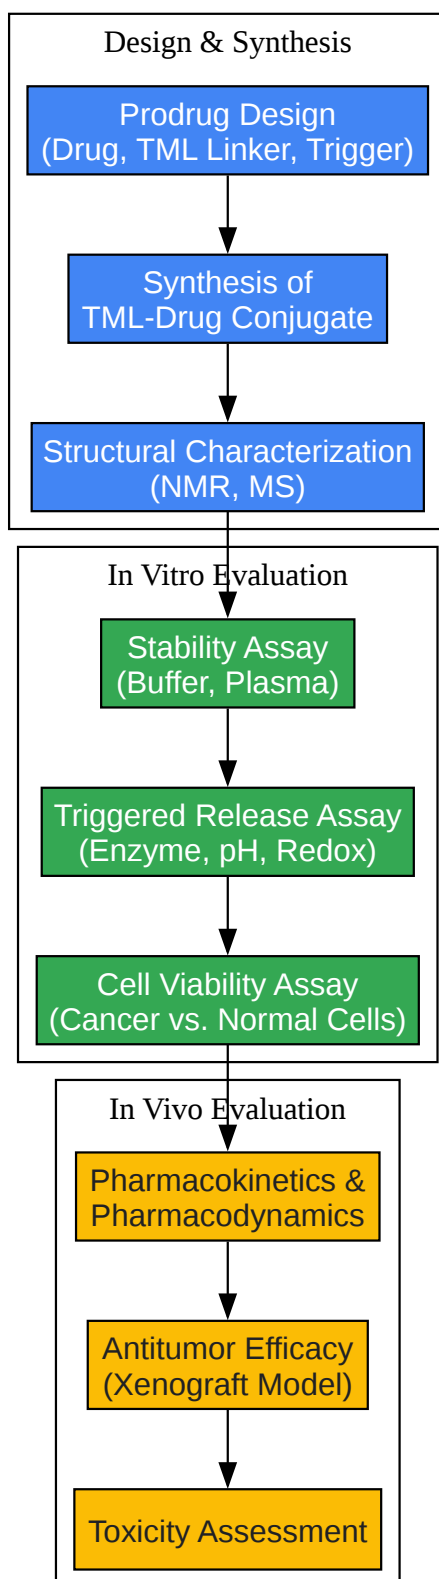 Design & Synthesis
Prodrug Design
(Drug, TML Linker, Trigger)
Synthesis of
TML-Drug Conjugate
Structural Characterization
(NMR, MS)
In Vitro Evaluation
Stability Assay
(Buffer, Plasma)
Triggered Release Assay
(Enzyme, pH, Redox)
Cell Viability Assay
(Cancer vs. Normal Cells)
In Vivo Evaluation
Pharmacokinetics &
Pharmacodynamics
Antitumor Efficacy
(Xenograft Model)
Toxicity Assessment